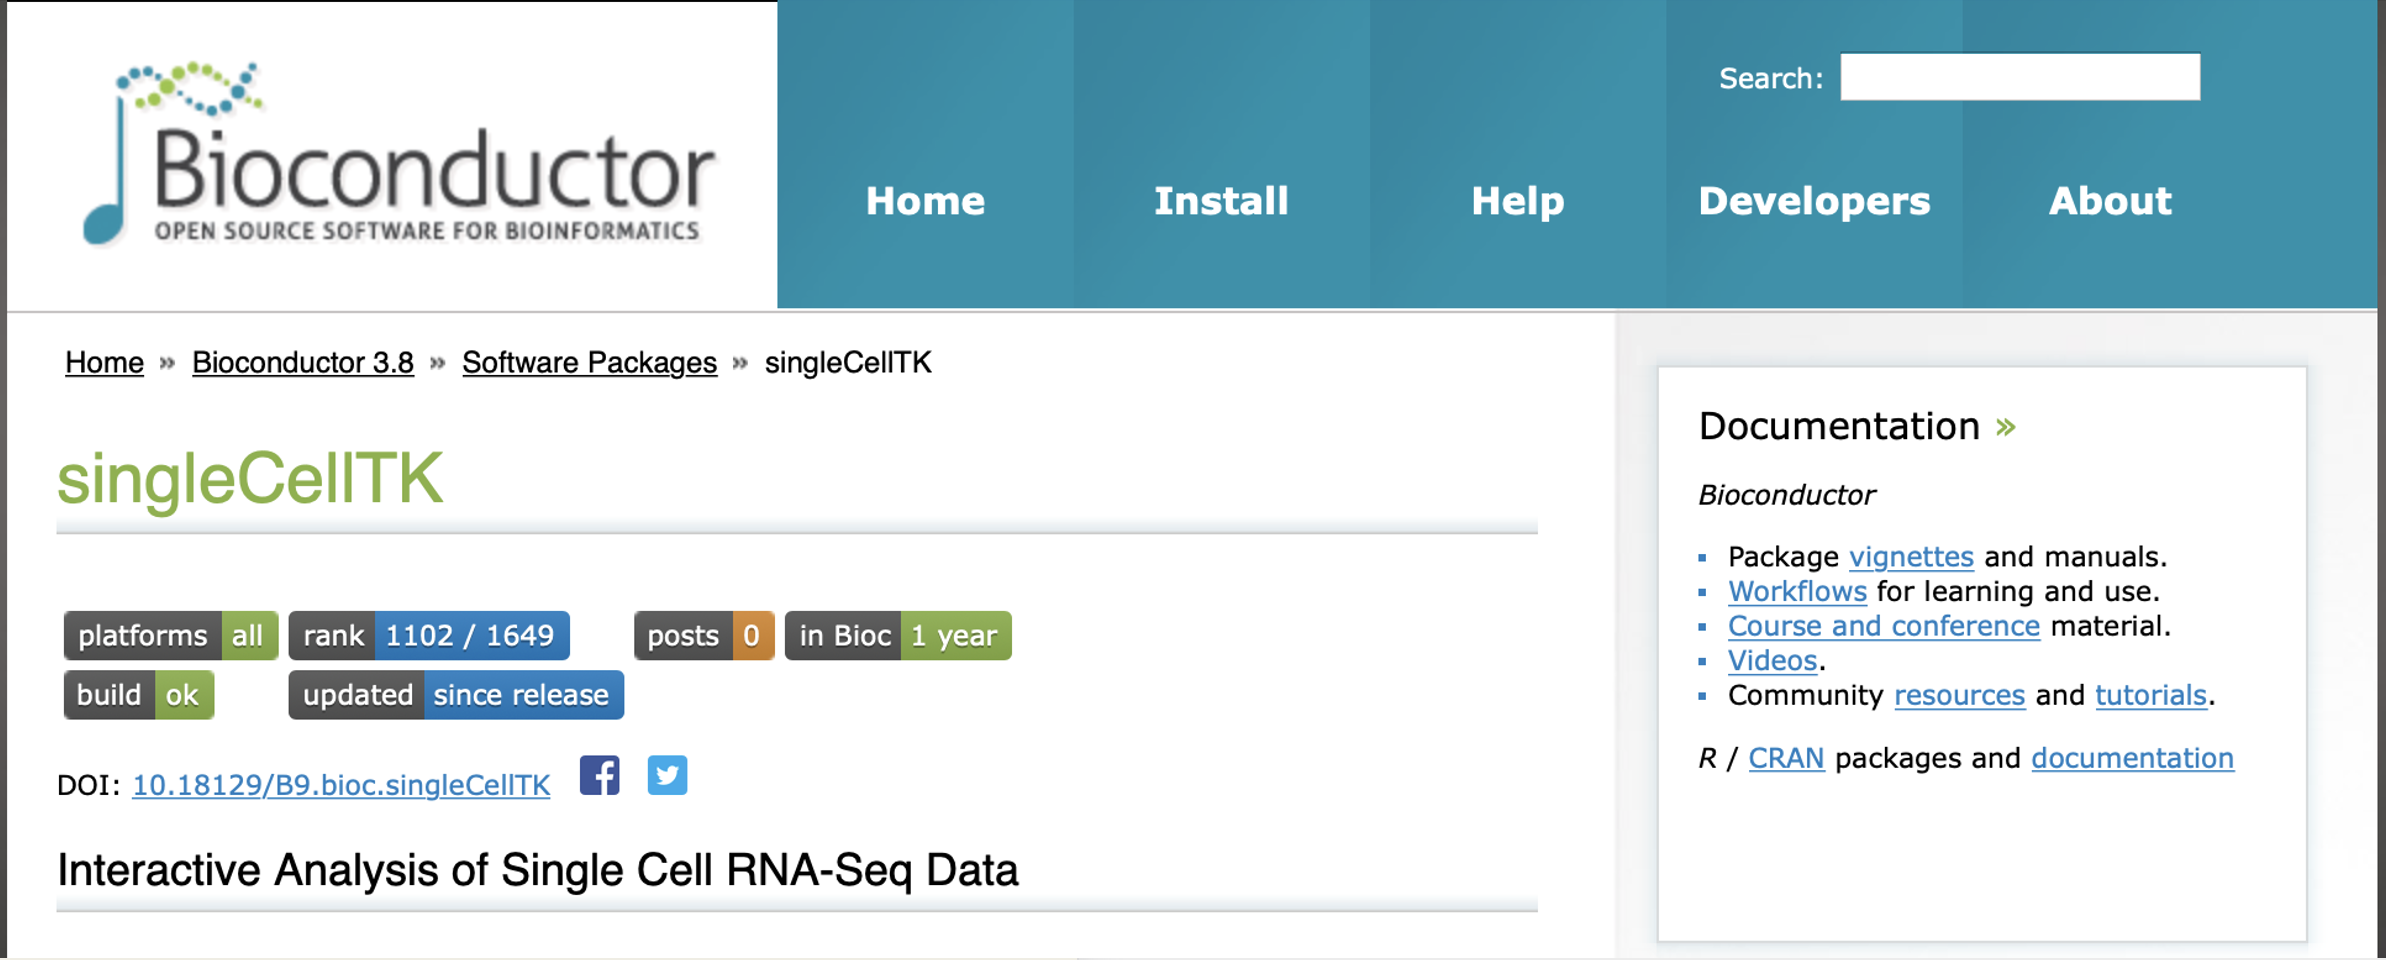 Bioconductor
OPEN SOURCE SOFTWARE FOR BIOINFORMATICS
Search:
Home Install Help Developers About
Home » Bioconductor 3.8 » Software Packages » singleCellTK
singleCellTK
platforms all rank 1102 / 1649 posts 0 in Bioc 1 year
build ok updated since release
DOI: 10.18129/B9.bioc.singleCellTK
Interactive Analysis of Single Cell RNA-Seq Data
Documentation »
Bioconductor
Package vignettes and manuals.
Workflows for learning and use.
Course and conference material.
Videos.
Community resources and tutorials.
R / CRAN packages and documentation